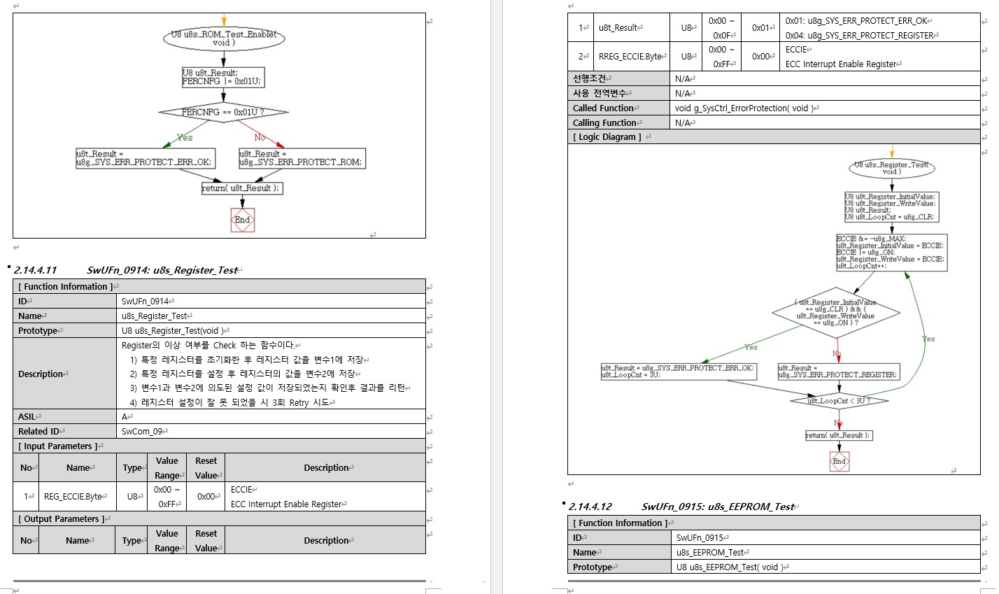 U8 u8s_ROM_Test_Enable(
void )
U8 u8t_Result;
FERCNFG |= 0x01U;
FERCNFG == 0x01U ?
Yes
No
u8t_Result =
u8g_SYS_ERR_PROTECT_ERR_OK;
u8t_Result =
u8g_SYS_ERR_PROTECT_ROM;
return( u8t_Result );
End
2.14.4.11 SwUFn_0914: u8s_Register_Test
[ Function Information ]
ID SwUFn_0914
Name u8s_Register_Test
Prototype U8 u8s_Register_Test(void )
Description
Register의 이상 여부를 Check 하는 함수이다.
1) 특정 레지스터를 초기화한 후 레지스터 값을 변수1에 저장
2) 특정 레지스터를 설정 후 레지스터의 값을 변수2에 저장
3) 변수1과 변수2에 의도된 설정 값이 저장되었는지 확인후 결과를 리턴
4) 레지스터 설정이 잘 못 되었을 시 3회 Retry 시도
ASIL A
Related ID SwCom_09
[ Input Parameters ]
No Name Type Value Range Reset Value Description
1 REG_ECCIE.Byte U8 0x00 ~ 0xFF 0x00 ECCIE
ECC Interrupt Enable Register
[ Output Parameters ]
No Name Type Value Range Reset Value Description
1 u8t_Result U8 0x00 ~ 0x0F 0x01 0x01: u8g_SYS_ERR_PROTECT_ERR_OK
0x04: u8g_SYS_ERR_PROTECT_REGISTER
2 RREG_ECCIE.Byte U8 0x00 ~ 0xFF 0x00 ECCIE
ECC Interrupt Enable Register
선행조건 N/A
사용 전역변수 N/A
Called Function void g_SysCtrl_ErrorProtection( void )
Calling Function N/A
[ Logic Diagram ]
U8 u8s_Register_Test(
void )
U8 u8t_Register_InitialValue;
U8 u8t_Register_WriteValue;
U8 u8t_Result;
U8 u8t_LoopCnt = u8g_CLR;
ECCIE &= ~u8g_MAX;
u8t_Register_InitialValue = ECCIE;
ECCIE |= u8g_ON;
u8t_Register_WriteValue = ECCIE;
u8t_LoopCnt++;
( u8t_Register_InitialValue
== u8g_CLR ) && (
u8t_Register_WriteValue
== u8g_ON ) ?
Yes
No
Yes
u8t_Result = u8g_SYS_ERR_PROTECT_ERR_OK;
u8t_LoopCnt = 3U;
u8t_Result =
u8g_SYS_ERR_PROTECT_REGISTER;
u8t_LoopCnt < 3U ?
No
return( u8t_Result );
End
2.14.4.12 SwUFn_0915: u8s_EEPROM_Test
[ Function Information ]
ID SwUFn_0915
Name u8s_EEPROM_Test
Prototype U8 u8s_EEPROM_Test( void )